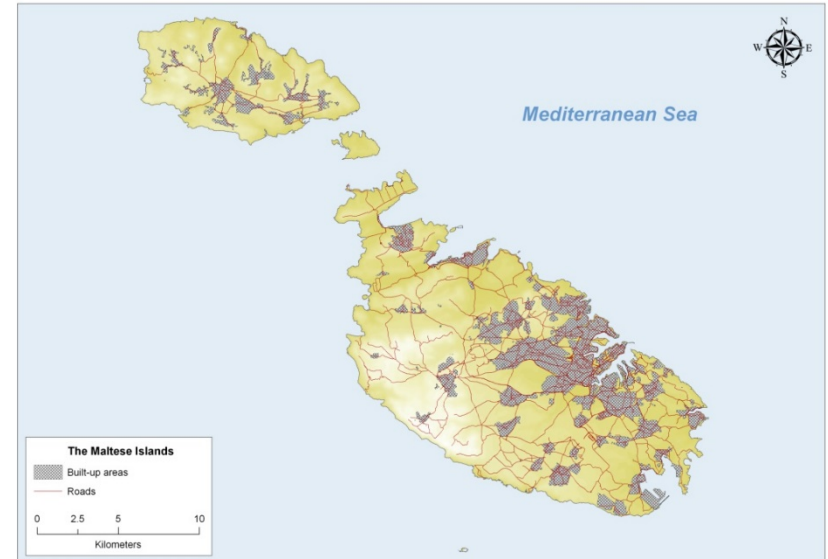 N
W E
S
Mediterranean Sea
The Maltese Islands
Built-up areas
Roads
0 2.5 5 10
Kilometers